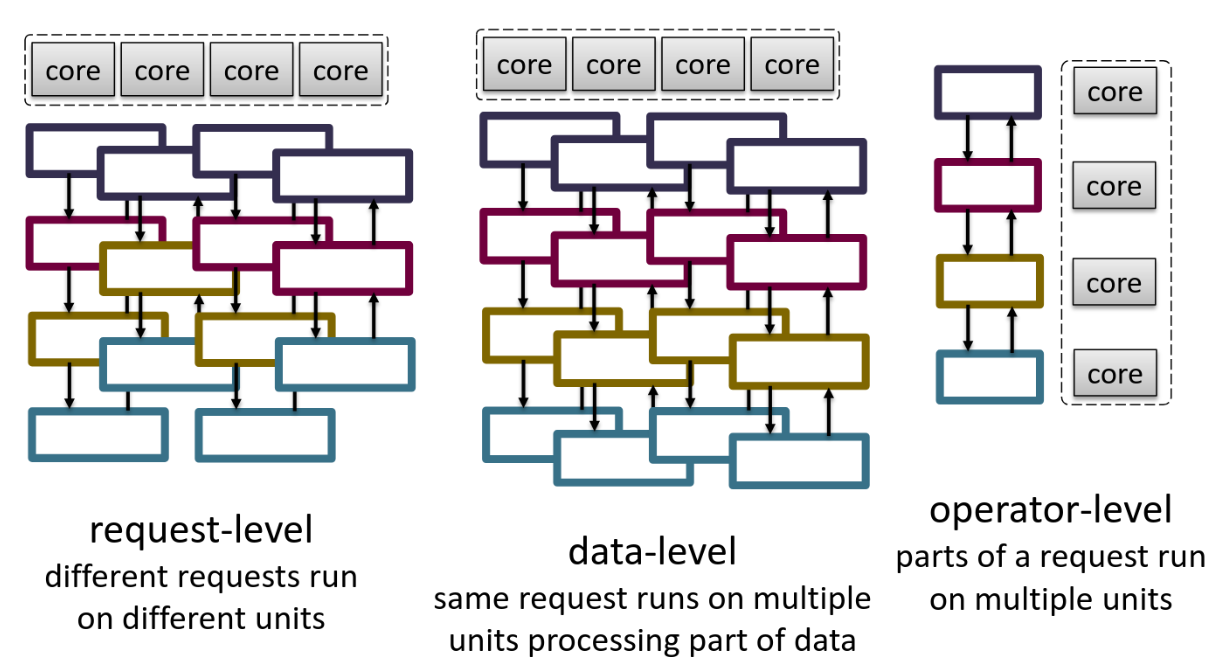 core core core core
request-level
different requests run
on different units
core core core core
data-level
same request runs on multiple
units processing part of data
core
core
core
core
operator-level
parts of a request run
on multiple units